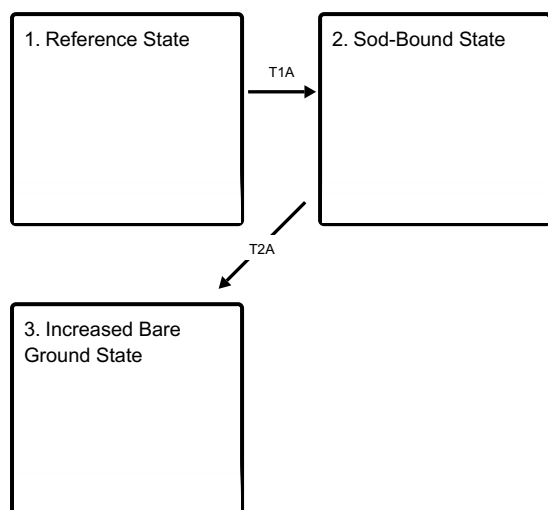 1. Reference State
T1A
2. Sod-Bound State
T2A
3. Increased Bare
Ground State